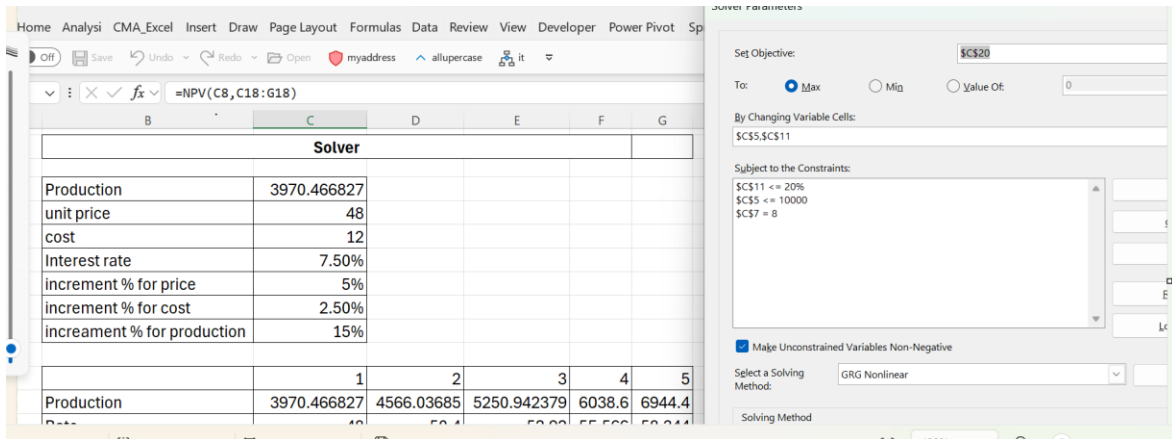 Solver Parameters
Home Analysi CMA_Excel Insert Draw Page Layout Formulas Data Review View Developer Power Pivot Sp
Off Save Undo Redo Open myaddress allupercase it
fx =NPV(C8,C18:G18)
B C D E F G
Solver
Production 3970.466827
unit price 48
cost 12
Interest rate 7.50%
increment % for price 5%
increment % for cost 2.50%
increament % for production 15%
1 2 3 4 5
Production 3970.466827 4566.03685 5250.942379 6038.6 6944.4
Set Objective: $C$20
To: Max Min Value Of: 0
By Changing Variable Cells:
$C$5,$C$11
Subject to the Constraints:
$C$11 <= 20%
$C$5 <= 10000
$C$7 = 8
Make Unconstrained Variables Non-Negative
Select a Solving Method: GRG Nonlinear
Solving Method